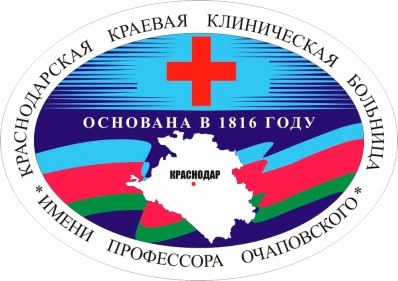 КРАСНОДАРСКАЯ КРАЕВАЯ КЛИНИЧЕСКАЯ БОЛЬНИЦА
ОСНОВАНА В 1816 ГОДУ
КРАСНОДАР
* ИМЕНИ ПРОФЕССОРА ОЧАПОВСКОГО *